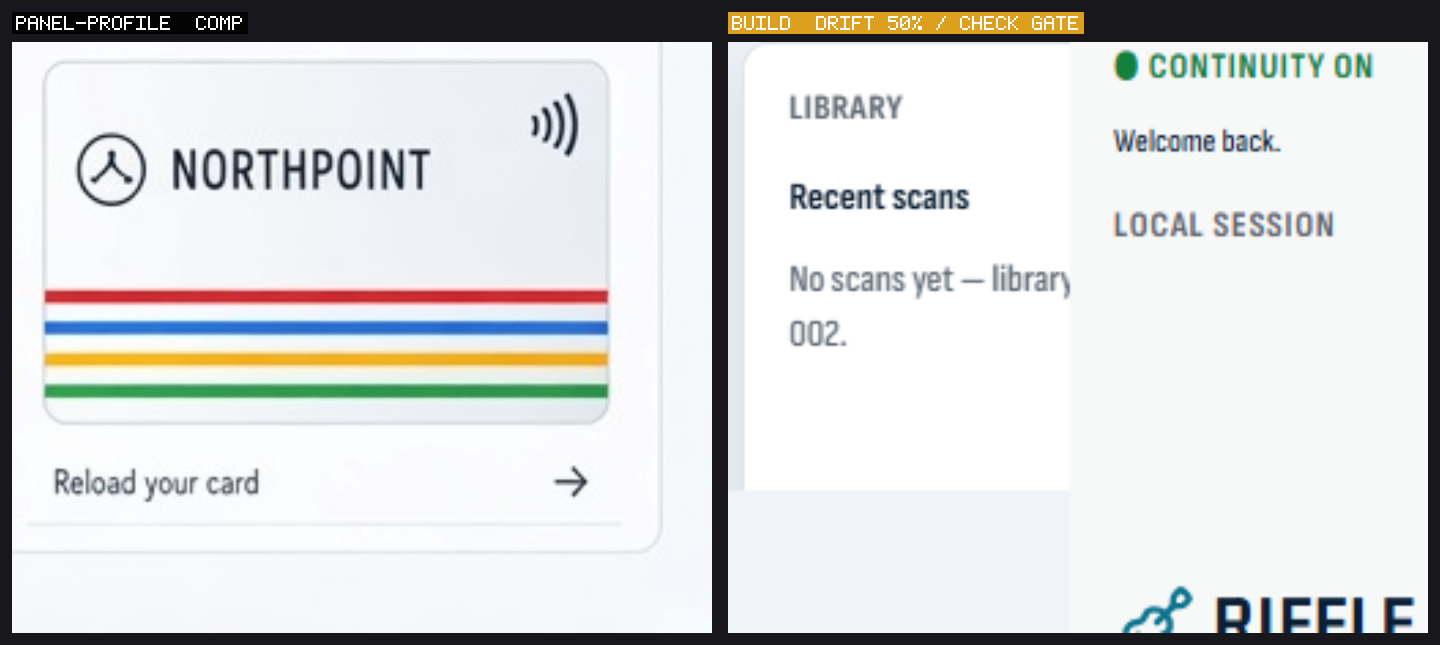 PANEL-PROFILE COMP
NORTHPOINT
Reload your card
BUILD DRIFT 50% / CHECK GATE
LIBRARY
Recent scans
No scans yet — library
002.
CONTINUITY ON
Welcome back.
LOCAL SESSION
RIFFLE